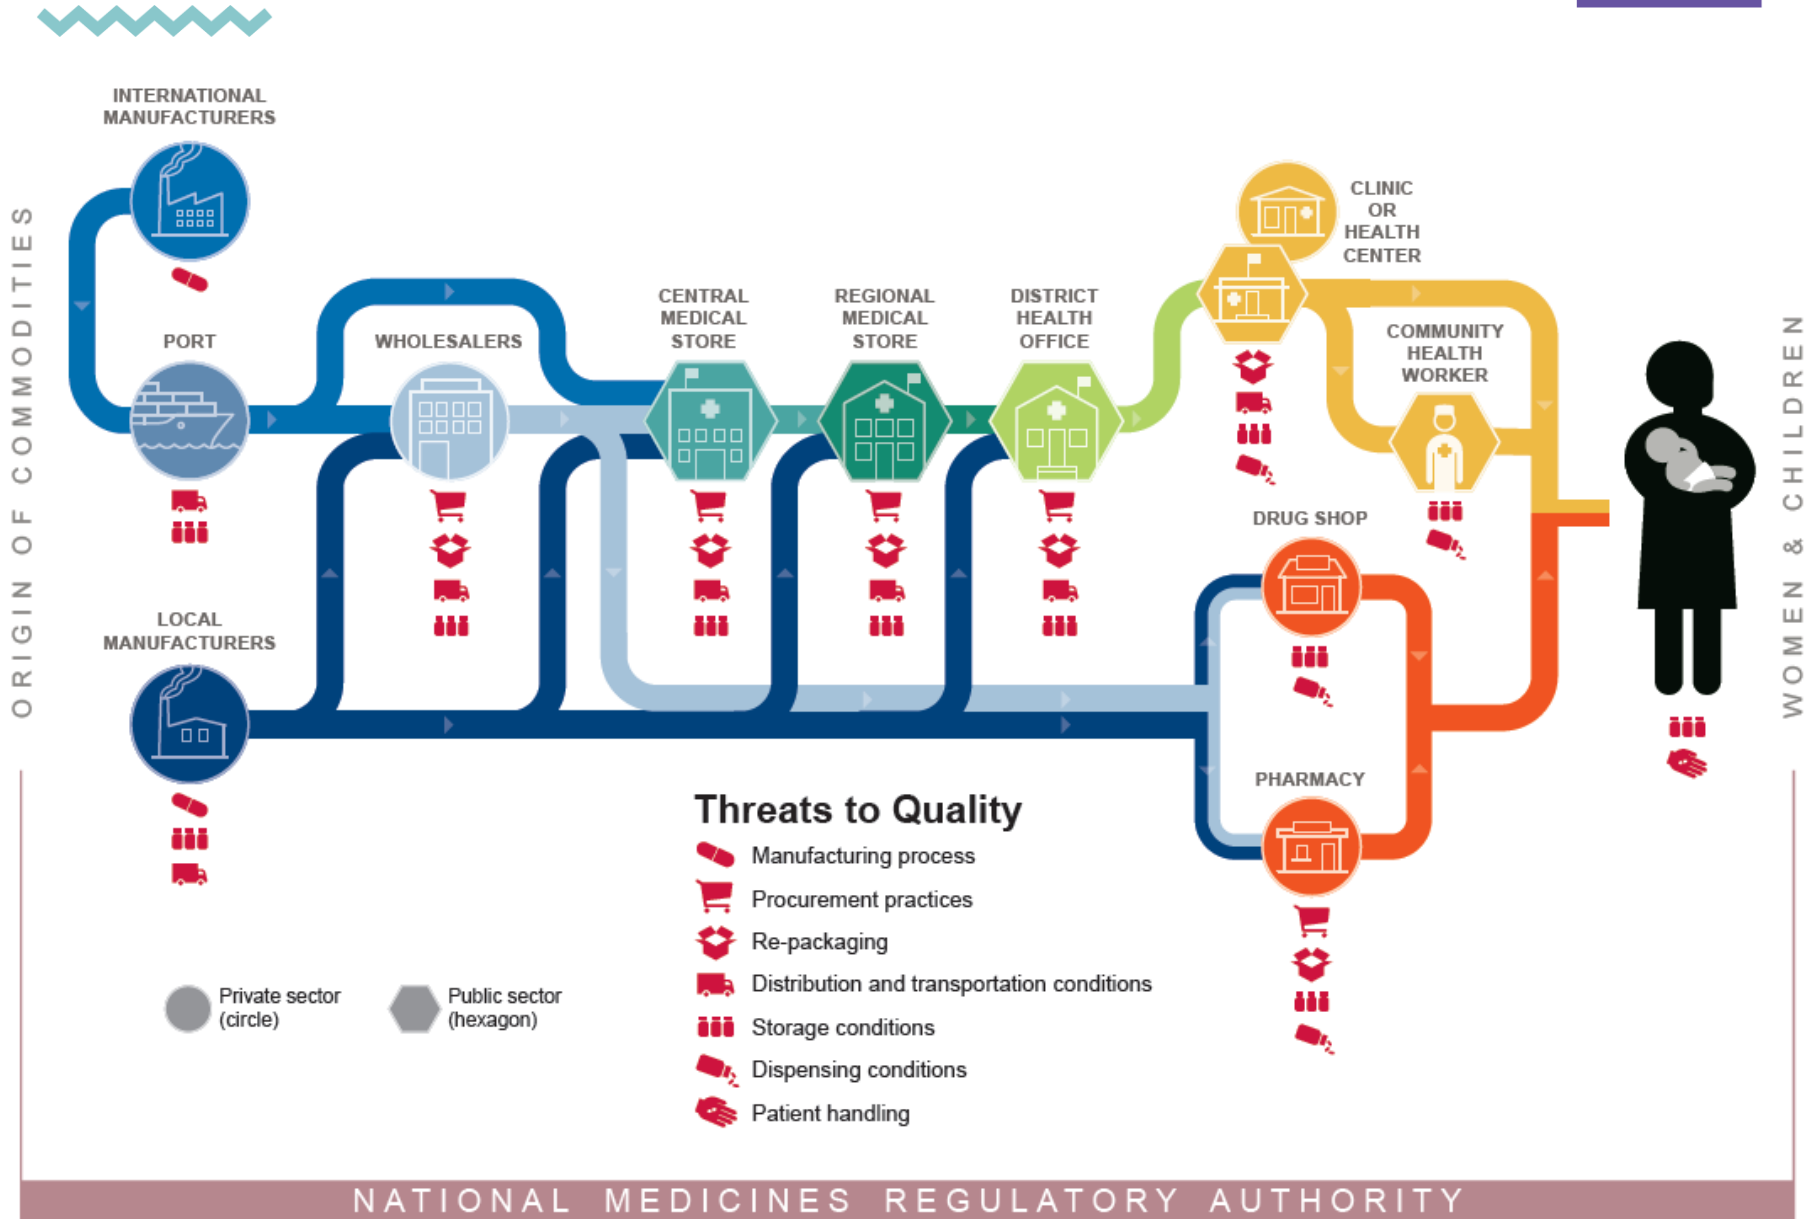 INTERNATIONAL
MANUFACTURERS
CLINIC
OR
HEALTH
CENTER
ORIGIN OF COMMODITIES
PORT
WHOLESALERS
CENTRAL
MEDICAL
STORE
REGIONAL
MEDICAL
STORE
DISTRICT
HEALTH
OFFICE
COMMUNITY
HEALTH
WORKER
WOMEN & CHILDREN
DRUG SHOP
LOCAL
MANUFACTURERS
PHARMACY
Threats to Quality
Manufacturing process
Procurement practices
Re-packaging
Distribution and transportation conditions
Storage conditions
Dispensing conditions
Patient handling
Private sector
(circle)
Public sector
(hexagon)
NATIONAL MEDICINES REGULATORY AUTHORITY